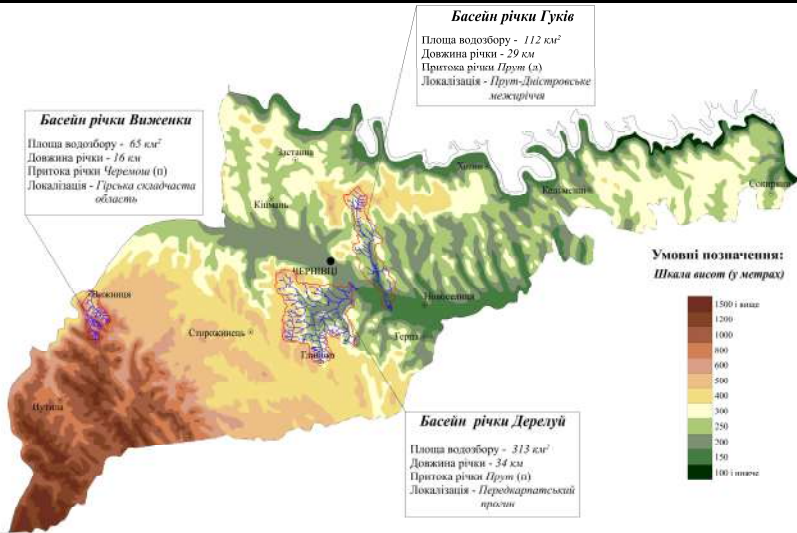 Басейн річки Гуків
Площа водозбору - 112 км²
Довжина річки - 29 км
Притока річки Прут (л)
Локалізація - Прут-Дністровське
межиріччя
Басейн річки Виженки
Площа водозбору - 65 км²
Довжина річки - 16 км
Притока річки Черемош (п)
Локалізація - Гірська складчаста
область
Заставна
Хотин
Кельменці
Сокиряни
Кіцмань
ЧЕРНІВЦІ
Вижниця
Новоселиця
Сторожинець
Герца
Глибока
Путила
Умовні позначення:
Шкала висот (у метрах)
1500 і вище
1200
1000
800
600
500
400
300
250
200
150
100 і нижче
Басейн річки Дерелуй
Площа водозбору - 313 км²
Довжина річки - 34 км
Притока річки Прут (п)
Локалізація - Передкарпатський
прогин